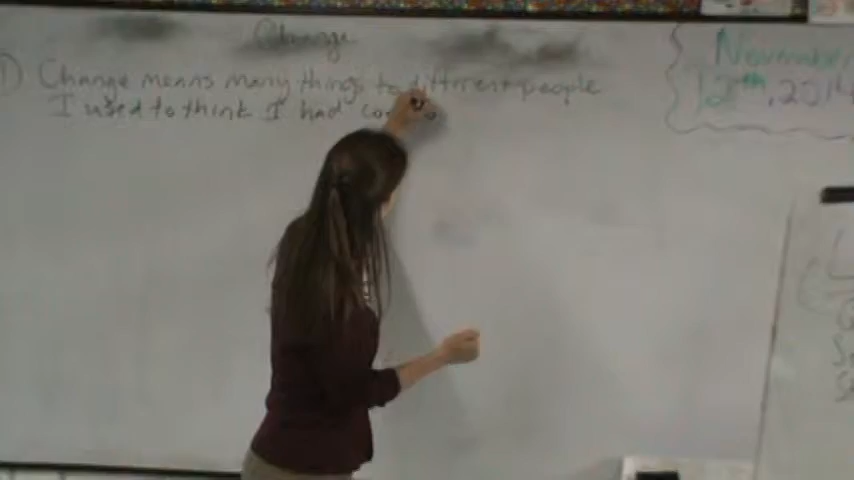 Change
1) Change means many things to different people
I used to think I had
November
12th, 2014